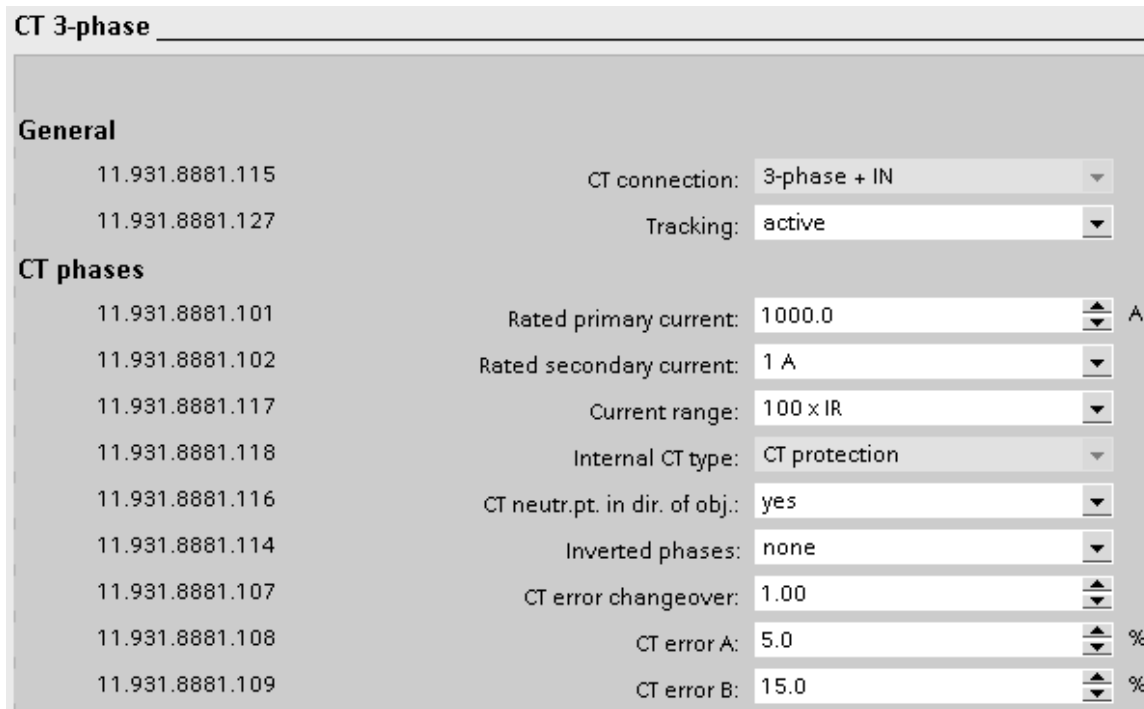 CT 3-phase
General
11.931.8881.115 CT connection: 3-phase + IN
11.931.8881.127 Tracking: active
CT phases
11.931.8881.101 Rated primary current: 1000.0 A
11.931.8881.102 Rated secondary current: 1 A
11.931.8881.117 Current range: 100 x IR
11.931.8881.118 Internal CT type: CT protection
11.931.8881.116 CT neutr.pt. in dir. of obj.: yes
11.931.8881.114 Inverted phases: none
11.931.8881.107 CT error changeover: 1.00
11.931.8881.108 CT error A: 5.0 %
11.931.8881.109 CT error B: 15.0 %